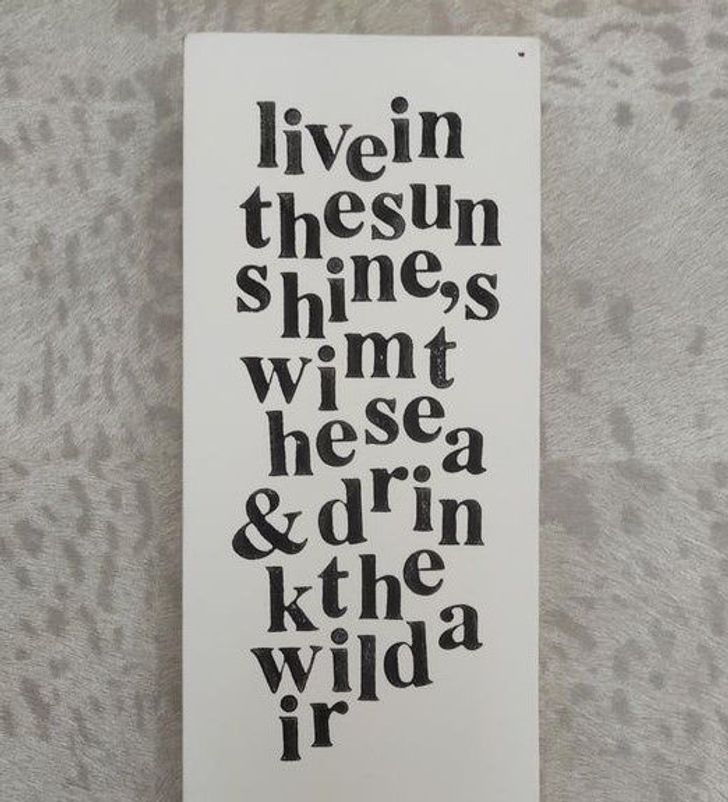 livein
thesun
shine,s
wimt
hesea
&drin
kthe
wilda
ir